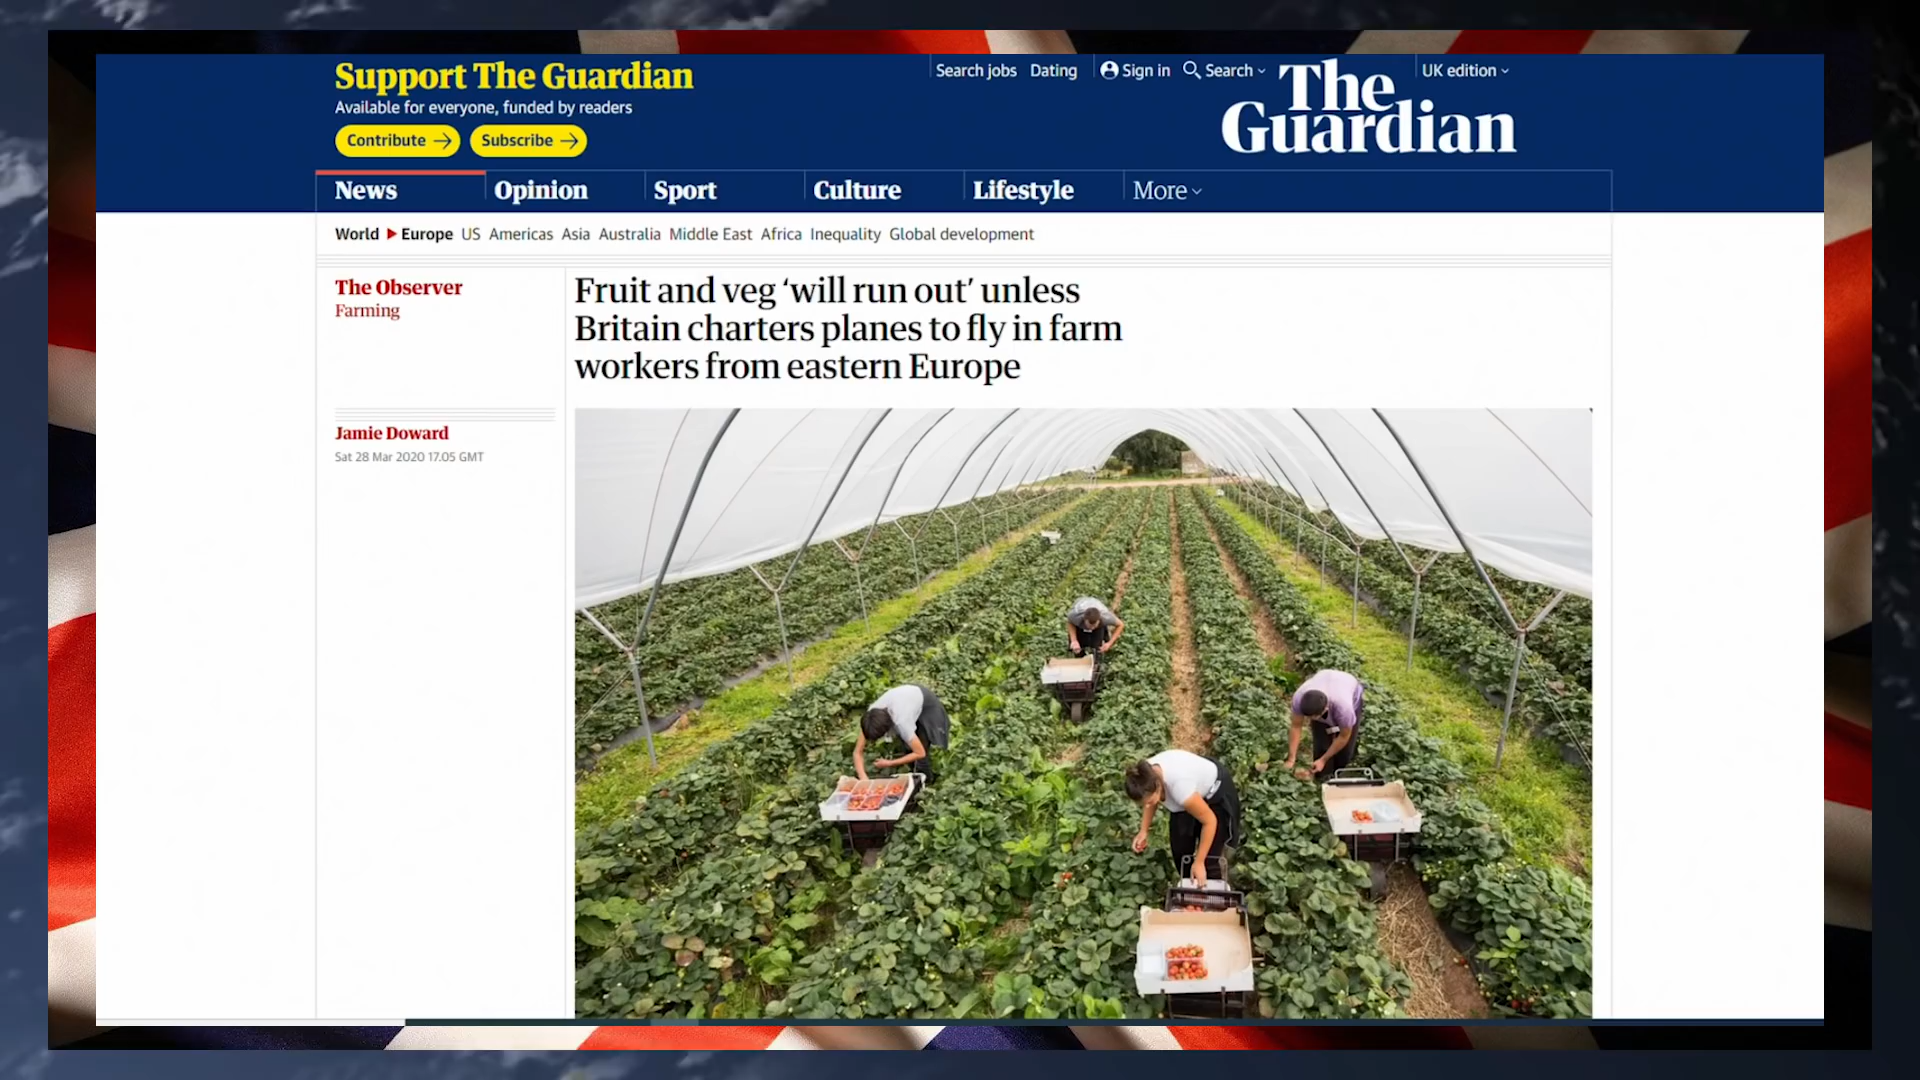 Support The Guardian
Available for everyone, funded by readers
Contribute
Subscribe
Search jobs
Dating
Sign in
Search
UK edition
The
Guardian
News
Opinion
Sport
Culture
Lifestyle
More
World
Europe
US
Americas
Asia
Australia
Middle East
Africa
Inequality
Global development
The Observer
Farming
Fruit and veg ‘will run out’ unless
Britain charters planes to fly in farm
workers from eastern Europe
Jamie Doward
Sat 28 Mar 2020 17.05 GMT